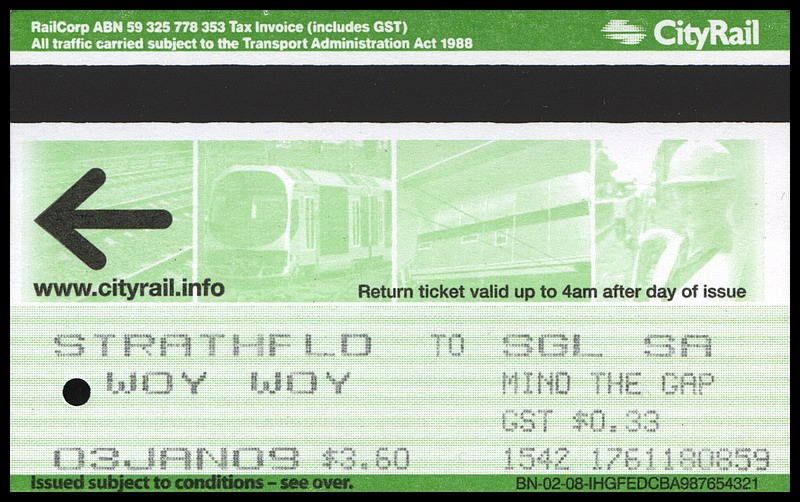 RailCorp ABN 59 325 778 353 Tax Invoice (includes GST)
All traffic carried subject to the Transport Administration Act 1988
CityRail
www.cityrail.info
Return ticket valid up to 4am after day of issue
STRATHFLD TO SGL SA
WOY WOY MIND THE GAP
GST $0.33
03JAN09 $3.60 1542 1761180859
Issued subject to conditions – see over. BN-02-08-IHGFEDCBA987654321